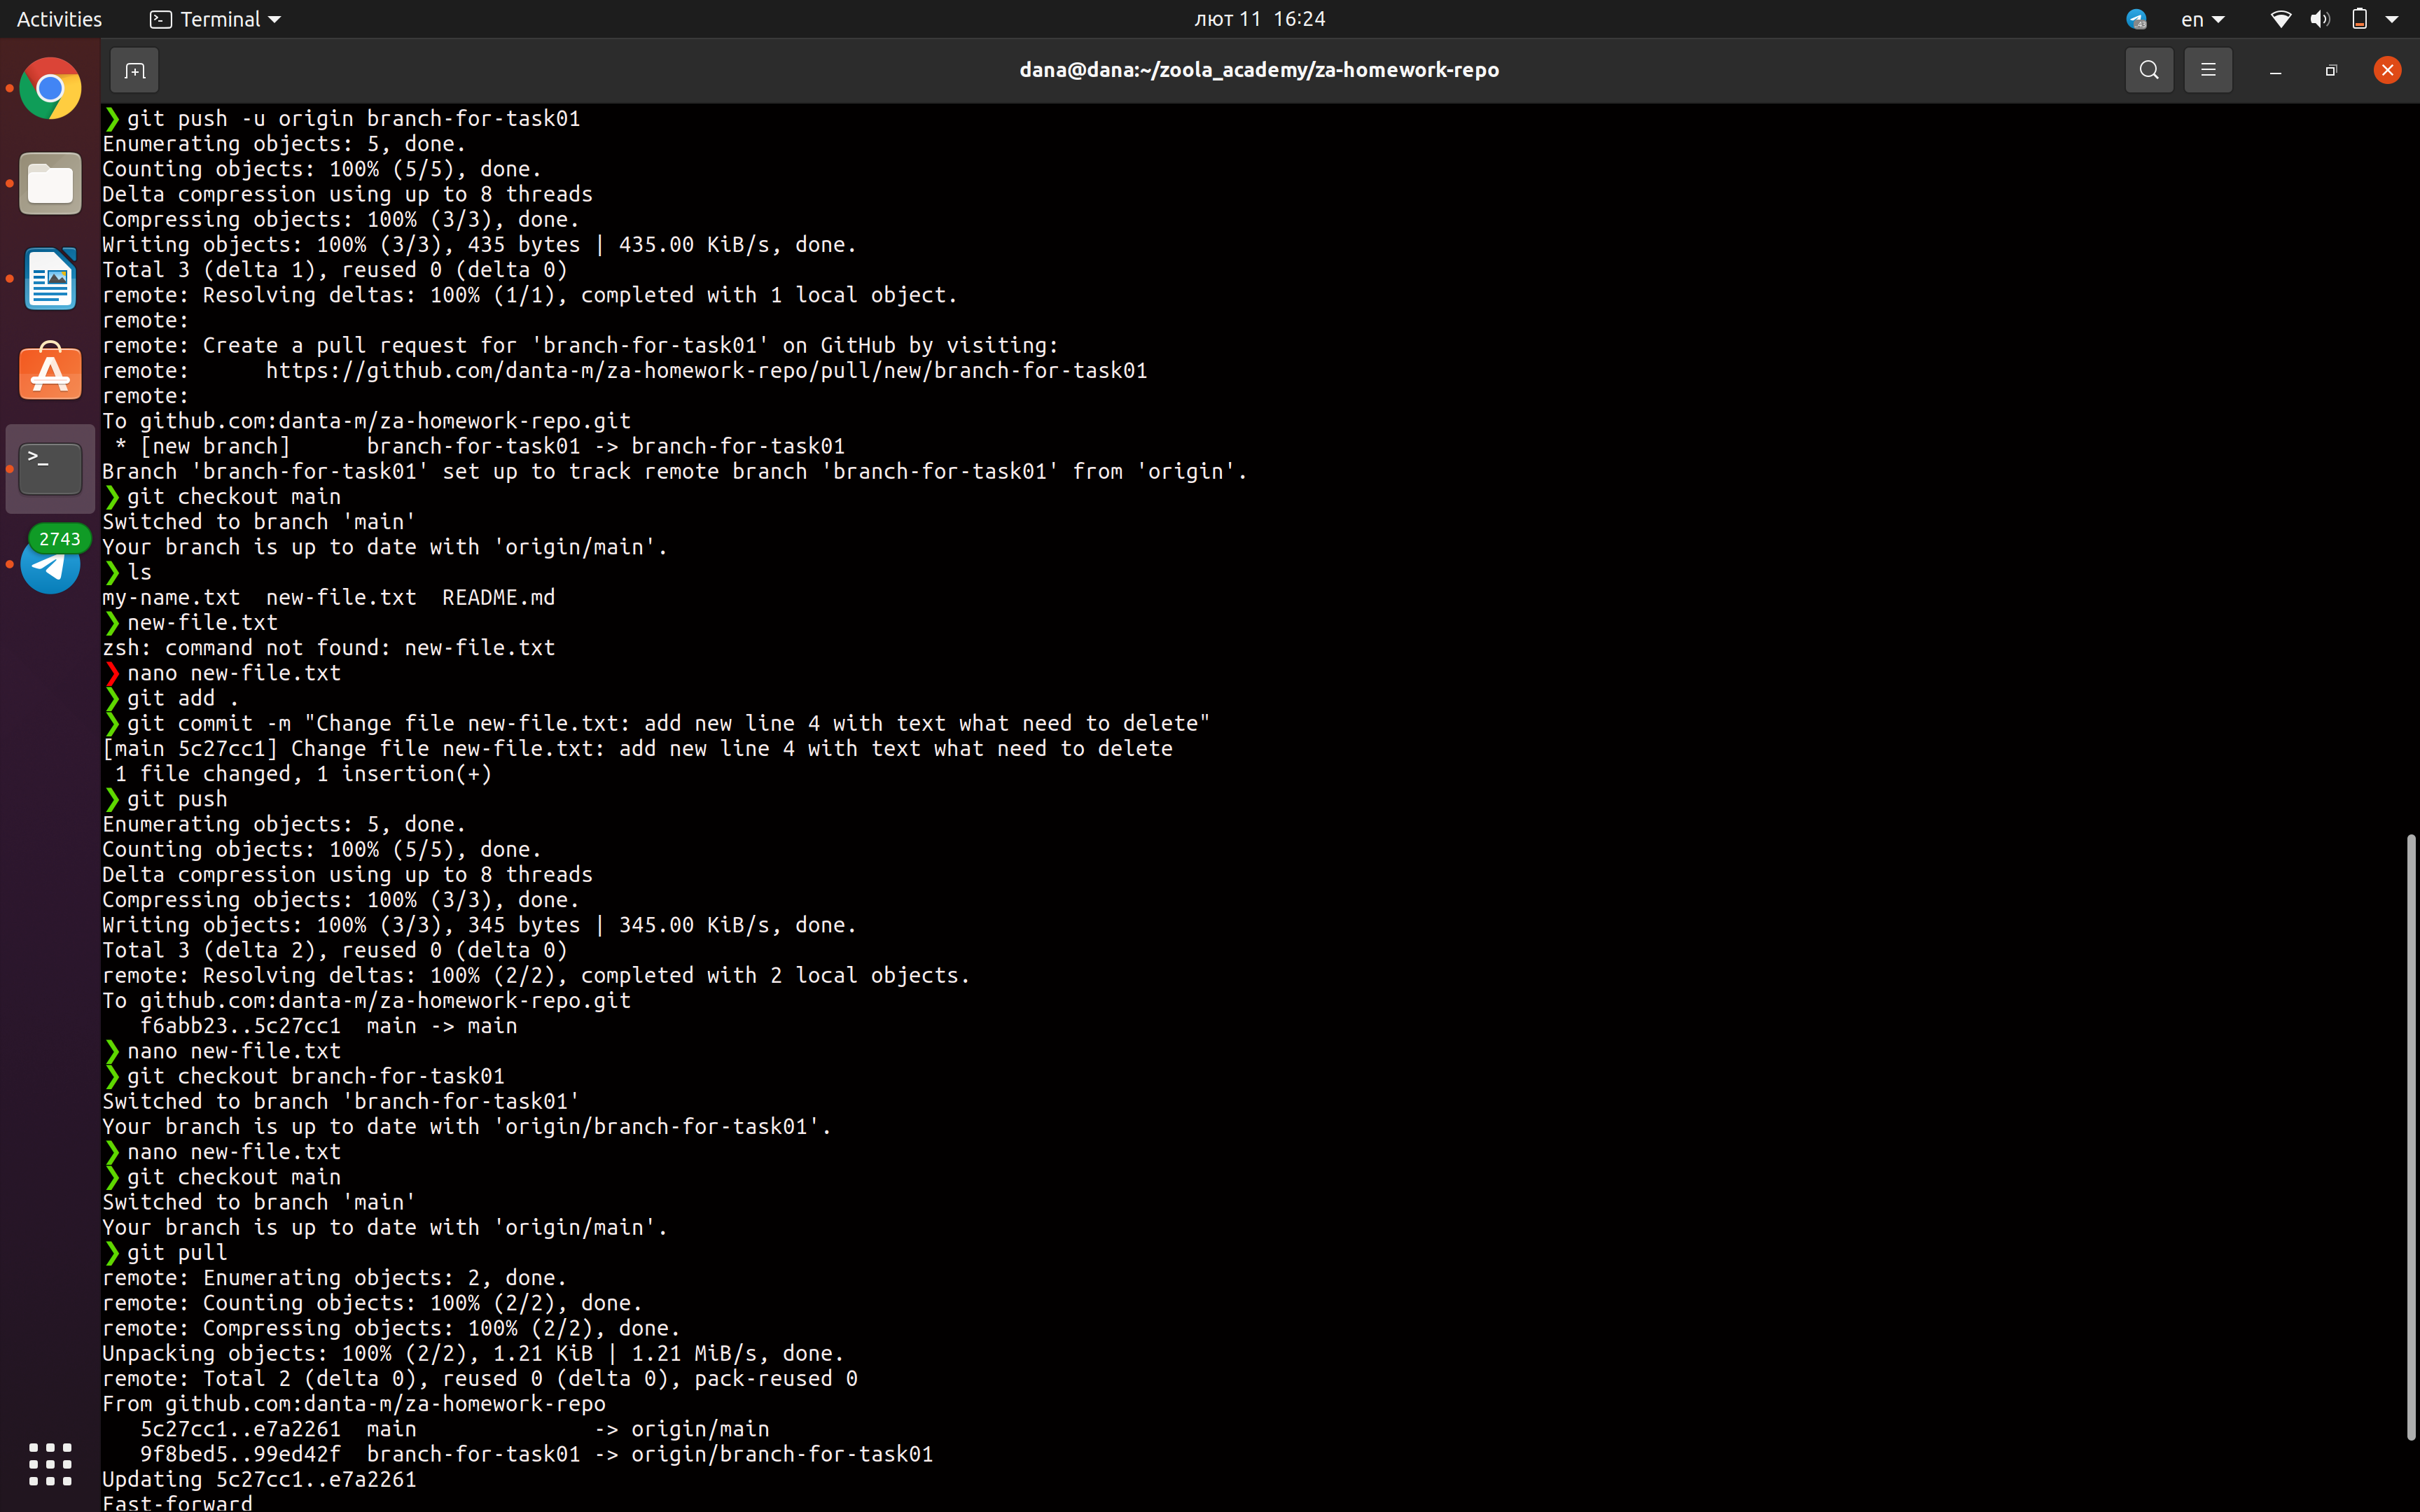 Activities
Terminal
лют 11 16:24
en
dana@dana:~/zoola_academy/za-homework-repo
❯ git push -u origin branch-for-task01
Enumerating objects: 5, done.
Counting objects: 100% (5/5), done.
Delta compression using up to 8 threads
Compressing objects: 100% (3/3), done.
Writing objects: 100% (3/3), 435 bytes | 435.00 KiB/s, done.
Total 3 (delta 1), reused 0 (delta 0)
remote: Resolving deltas: 100% (1/1), completed with 1 local object.
remote:
remote: Create a pull request for 'branch-for-task01' on GitHub by visiting:
remote:      https://github.com/danta-m/za-homework-repo/pull/new/branch-for-task01
remote:
To github.com:danta-m/za-homework-repo.git
 * [new branch]      branch-for-task01 -> branch-for-task01
Branch 'branch-for-task01' set up to track remote branch 'branch-for-task01' from 'origin'.
❯ git checkout main
Switched to branch 'main'
Your branch is up to date with 'origin/main'.
❯ ls
my-name.txt  new-file.txt  README.md
❯ new-file.txt
zsh: command not found: new-file.txt
❯ nano new-file.txt
❯ git add .
❯ git commit -m "Change file new-file.txt: add new line 4 with text what need to delete"
[main 5c27cc1] Change file new-file.txt: add new line 4 with text what need to delete
 1 file changed, 1 insertion(+)
❯ git push
Enumerating objects: 5, done.
Counting objects: 100% (5/5), done.
Delta compression using up to 8 threads
Compressing objects: 100% (3/3), done.
Writing objects: 100% (3/3), 345 bytes | 345.00 KiB/s, done.
Total 3 (delta 2), reused 0 (delta 0)
remote: Resolving deltas: 100% (2/2), completed with 2 local objects.
To github.com:danta-m/za-homework-repo.git
   f6abb23..5c27cc1  main -> main
❯ nano new-file.txt
❯ git checkout branch-for-task01
Switched to branch 'branch-for-task01'
Your branch is up to date with 'origin/branch-for-task01'.
❯ nano new-file.txt
❯ git checkout main
Switched to branch 'main'
Your branch is up to date with 'origin/main'.
❯ git pull
remote: Enumerating objects: 2, done.
remote: Counting objects: 100% (2/2), done.
remote: Compressing objects: 100% (2/2), done.
Unpacking objects: 100% (2/2), 1.21 KiB | 1.21 MiB/s, done.
remote: Total 2 (delta 0), reused 0 (delta 0), pack-reused 0
From github.com:danta-m/za-homework-repo
   5c27cc1..e7a2261  main              -> origin/main
   9f8bed5..99ed42f  branch-for-task01 -> origin/branch-for-task01
Updating 5c27cc1..e7a2261
Fast-forward
2743